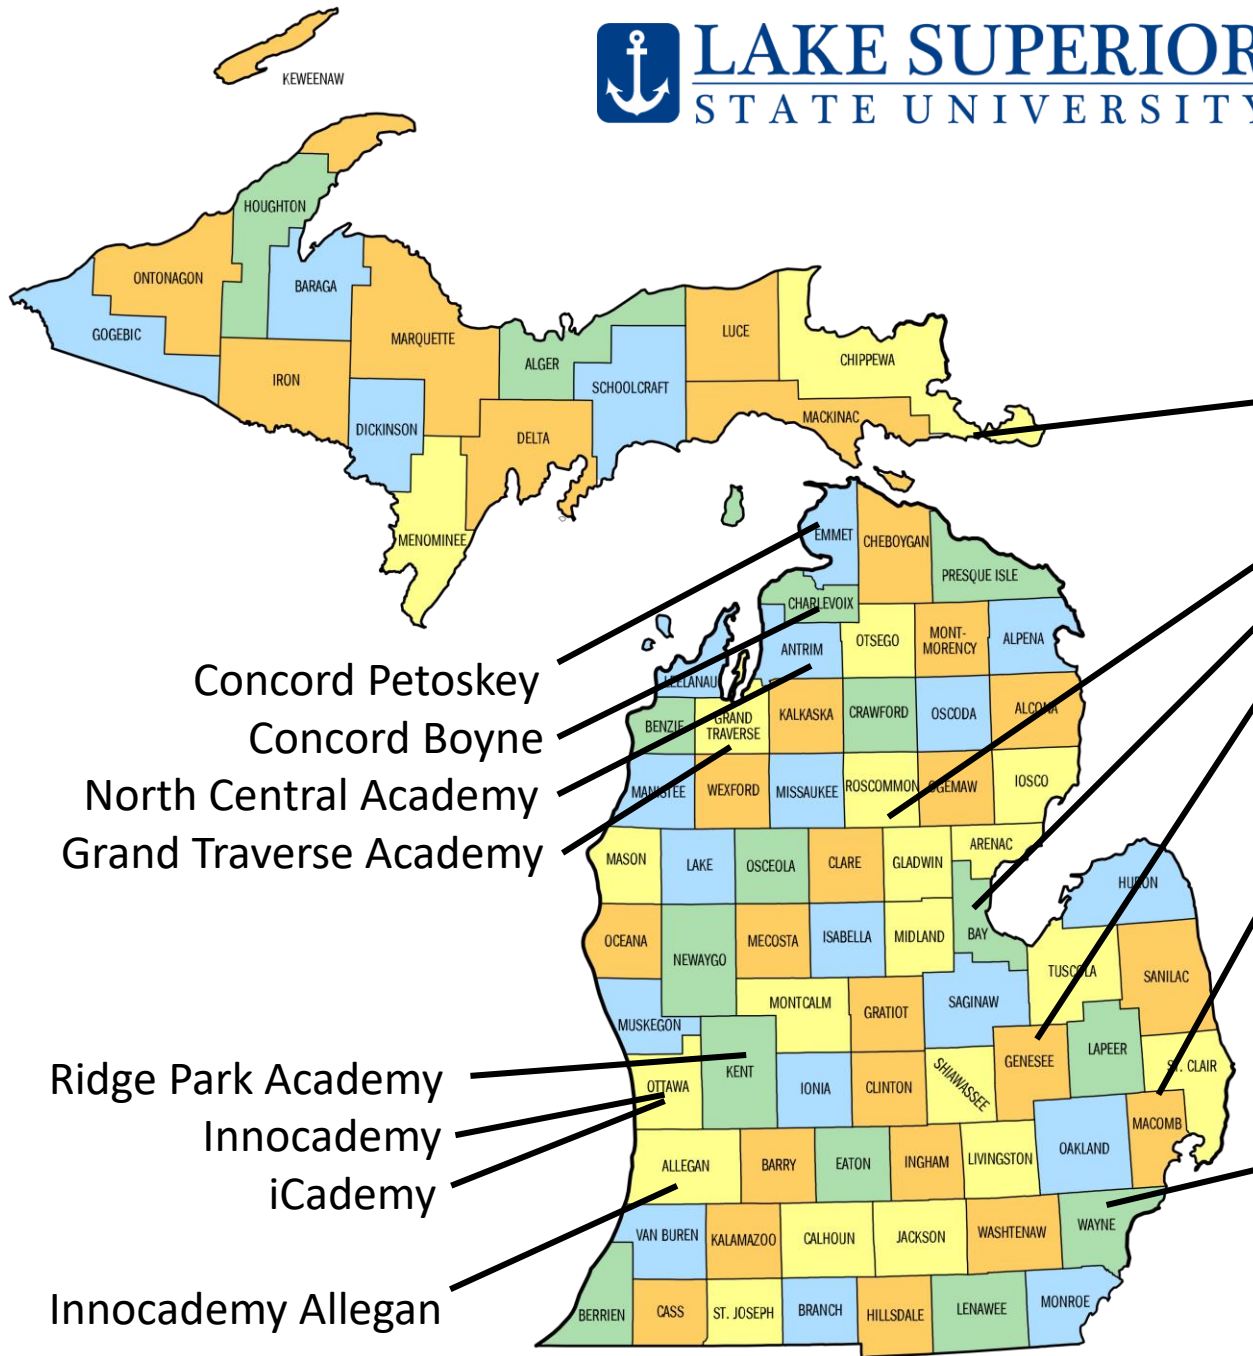 LAKE SUPERIOR
STATE UNIVERSITY
KEWEENAW
HOUGHTON
ONTONAGON
BARAGA
GOGEBIC
MARQUETTE
LUCE
CHIPPEWA
ALGER
IRON
SCHOOLCRAFT
MACKINAC
DICKINSON
DELTA
MENOMINEE
EMMET
CHEBOYGAN
PRESQUE ISLE
CHARLEVOIX
OTSEGO
MONT-
MORENCY
ALPENA
ANTRIM
Concord Petoskey
LEELANAU
Concord Boyne
BENZIE
GRAND
TRAVERSE
KALKASKA
CRAWFORD
OSCODA
ALCONA
North Central Academy
MANISTEE
WEXFORD
MISSAUKEE
ROSCOMMON
OGEMAW
IOSCO
Grand Traverse Academy
MASON
LAKE
OSCEOLA
CLARE
GLADWIN
ARENAC
HURON
OCEANA
NEWAYGO
MECOSTA
ISABELLA
MIDLAND
BAY
TUSCOLA
SANILAC
MUSKEGON
MONTCALM
GRATIOT
SAGINAW
Ridge Park Academy
OTTAWA
KENT
IONIA
CLINTON
SHIAWASSEE
GENESEE
LAPEER
ST. CLAIR
Innocademy
MACOMB
iCademy
ALLEGAN
BARRY
EATON
INGHAM
LIVINGSTON
OAKLAND
VAN BUREN
KALAMAZOO
CALHOUN
JACKSON
WASHTENAW
WAYNE
Innocademy Allegan
BERRIEN
CASS
ST. JOSEPH
BRANCH
HILLSDALE
LENAWEE
MONROE